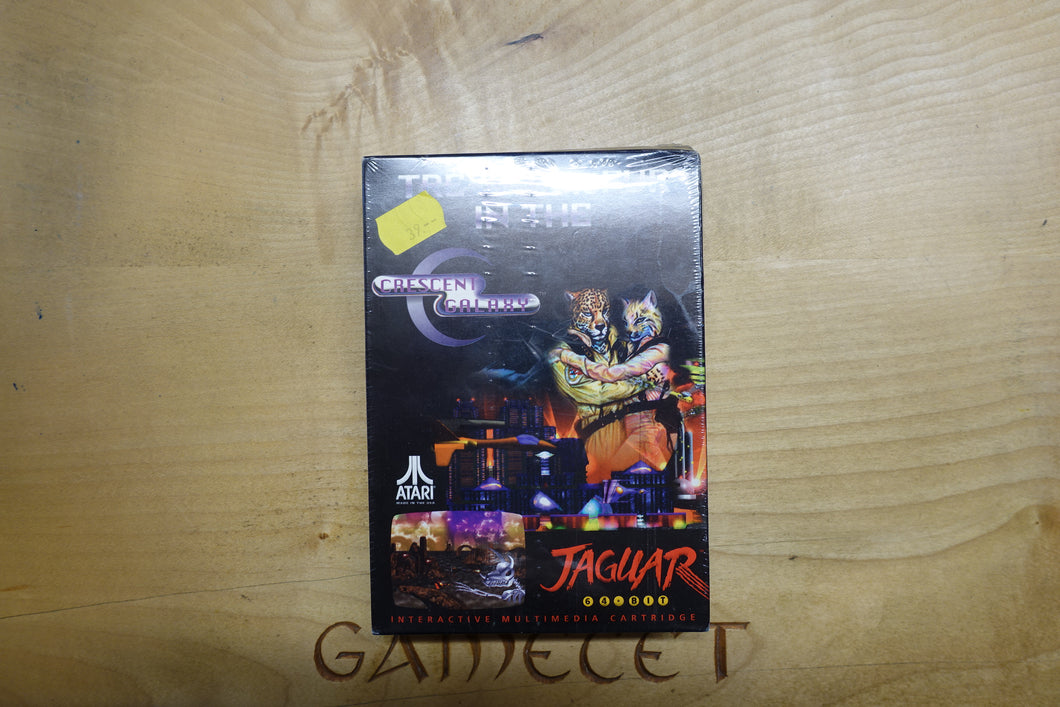 IN THE
39.--
CRESCENT
GALAXY
ATARI
MADE IN THE USA
JAGUAR
64·BIT
INTERACTIVE MULTIMEDIA CARTRIDGE
GAMECET